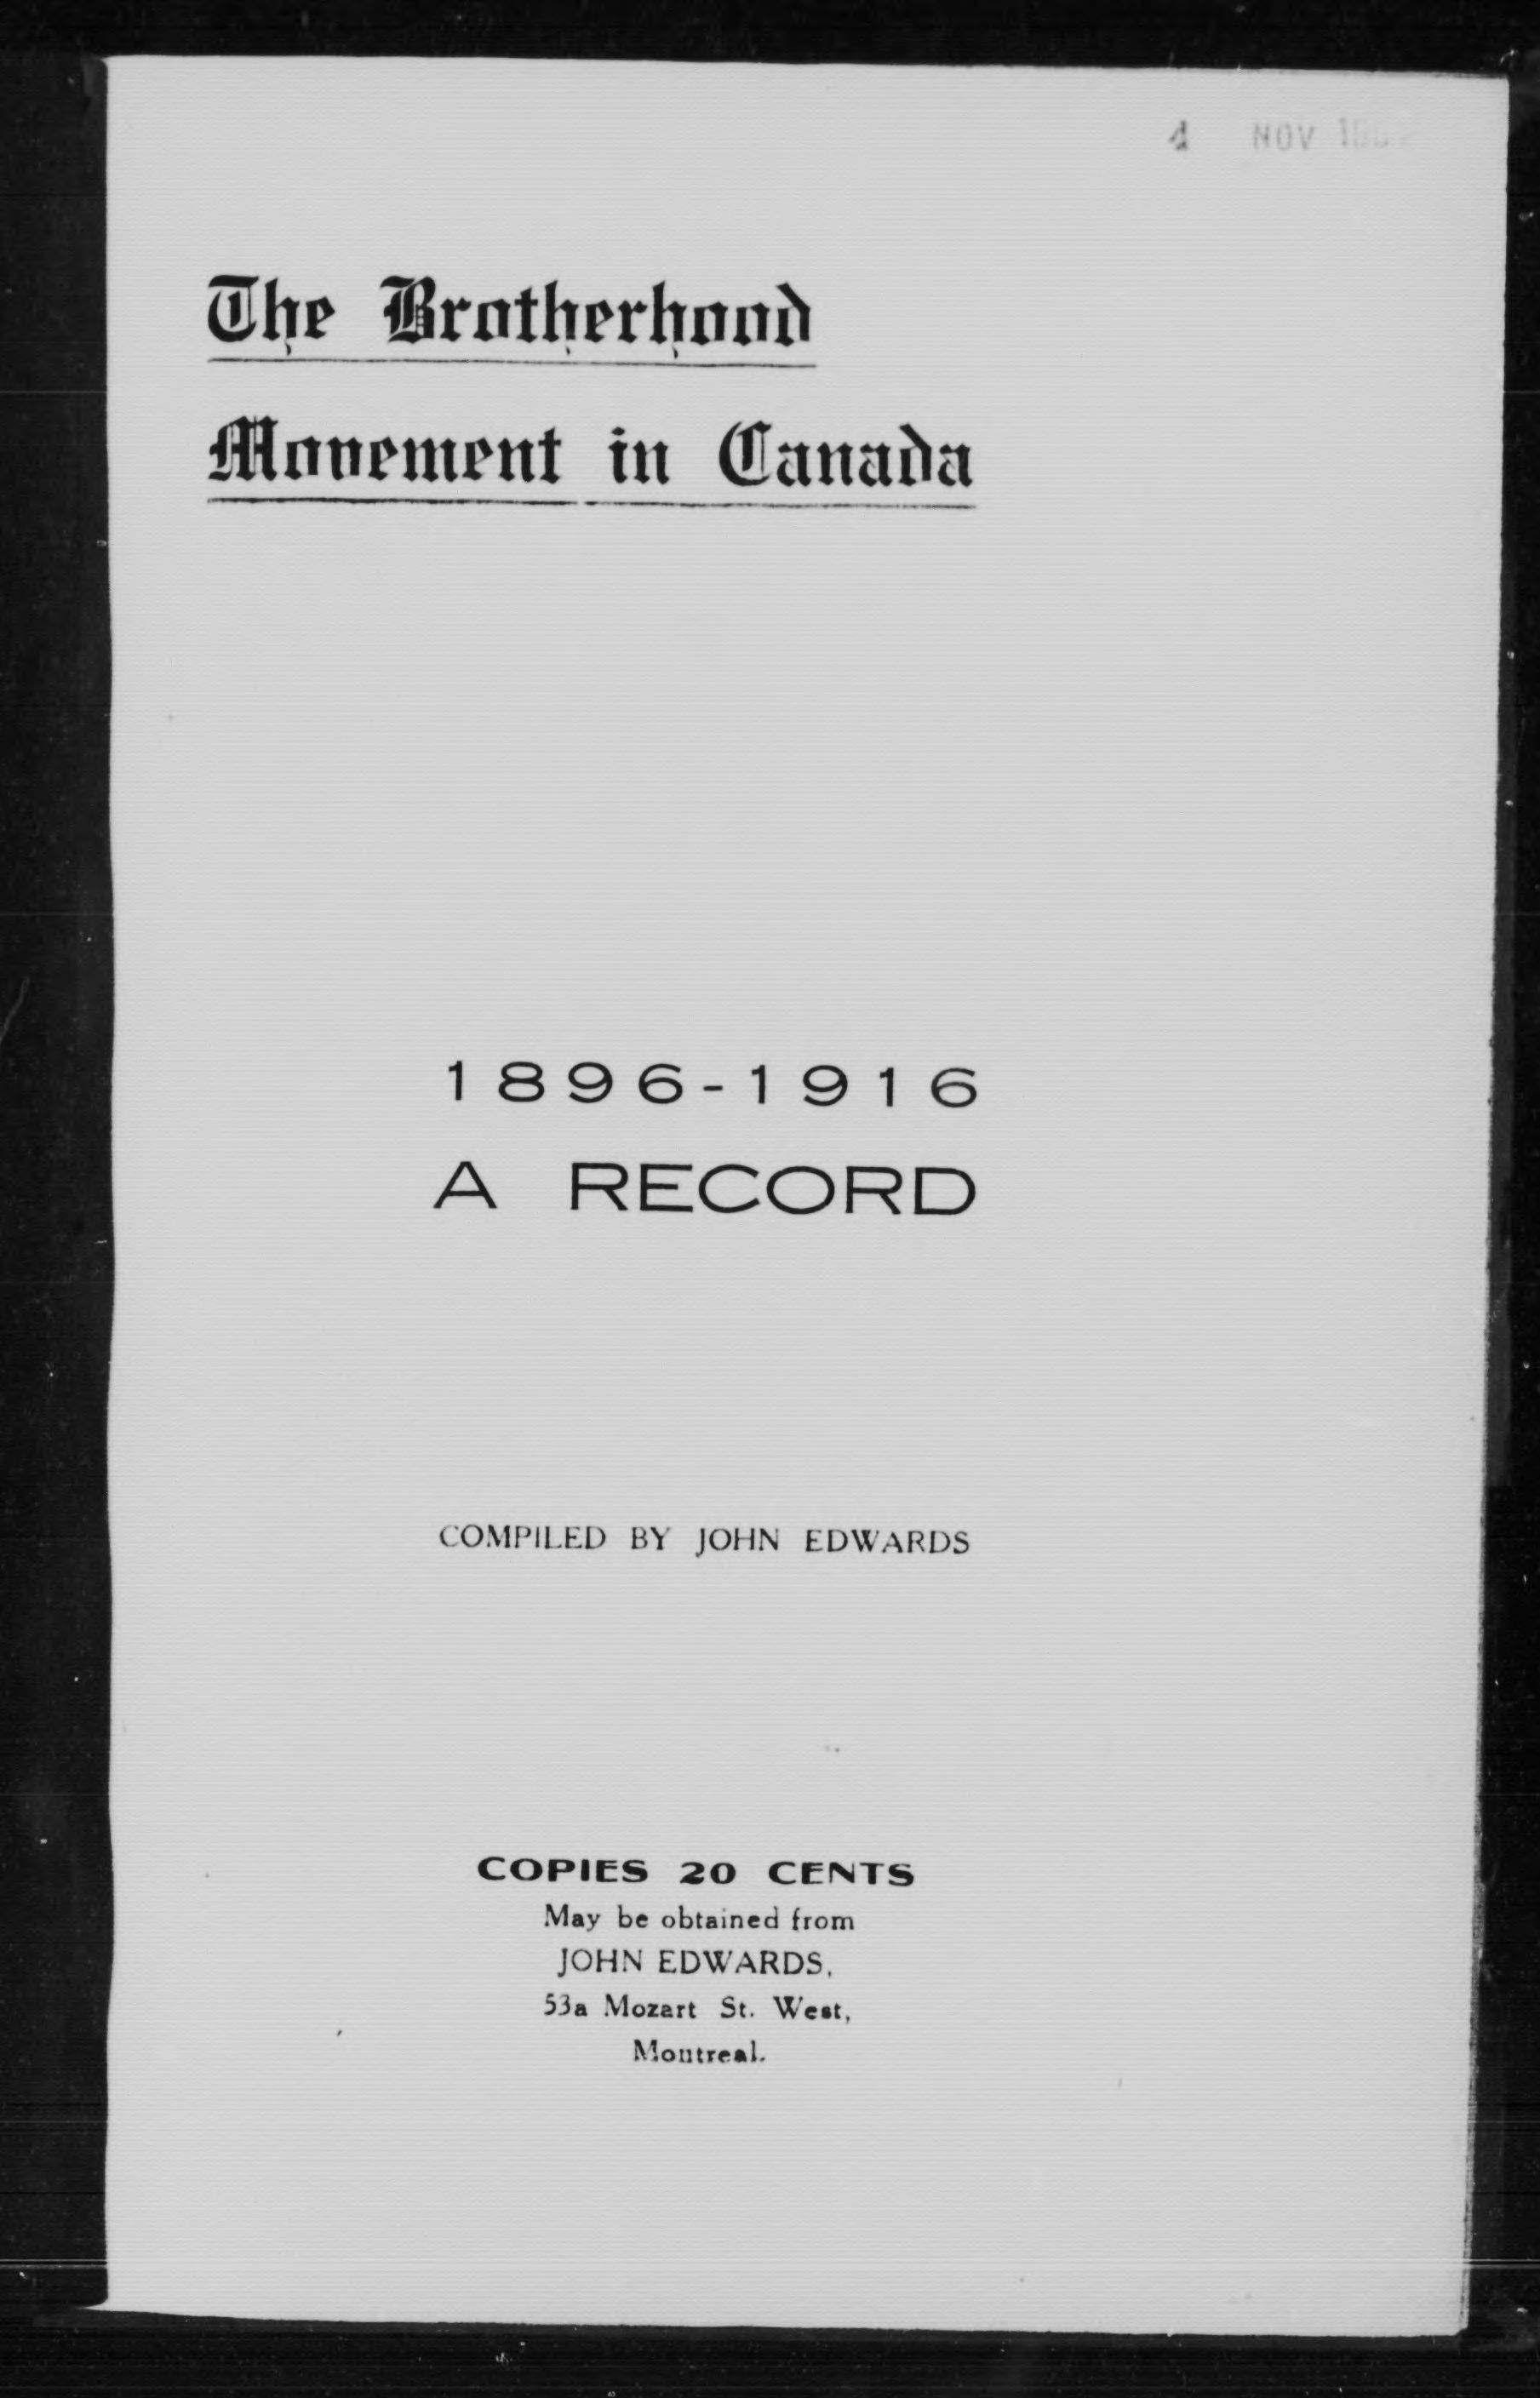 4 NOV
The Brotherhood
Movement in Canada
1896-1916
A RECORD
COMPILED BY JOHN EDWARDS
COPIES 20 CENTS
May be obtained from
JOHN EDWARDS,
53a Mozart St. West,
Montreal.